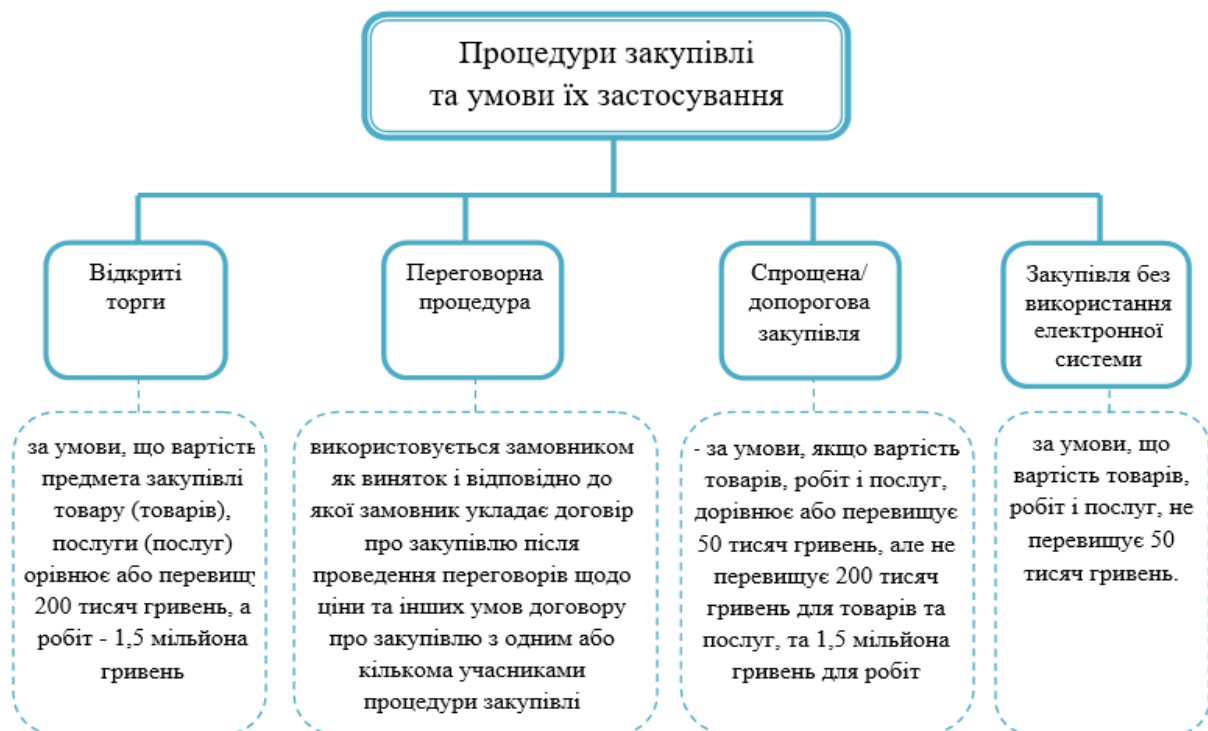 Процедури закупівлі
та умови їх застосування
Відкриті
торги
Переговорна
процедура
Спрощена/
допорогова
закупівля
Закупівля без
використання
електронної
системи
за умови, що вартість
предмета закупівлі
товару (товарів),
послуги (послуг)
орівнює або перевищу
200 тисяч гривень, а
робіт - 1,5 мільйона
гривень
використовується замовником
як виняток і відповідно до
якої замовник укладає договір
про закупівлю після
проведення переговорів щодо
ціни та інших умов договору
про закупівлю з одним або
кількома учасниками
процедури закупівлі
- за умови, якщо вартість
товарів, робіт і послуг,
дорівнює або перевищує
50 тисяч гривень, але не
перевищує 200 тисяч
гривень для товарів та
послуг, та 1,5 мільйона
гривень для робіт
за умови, що
вартість товарів,
робіт і послуг, не
перевищує 50
тисяч гривень.